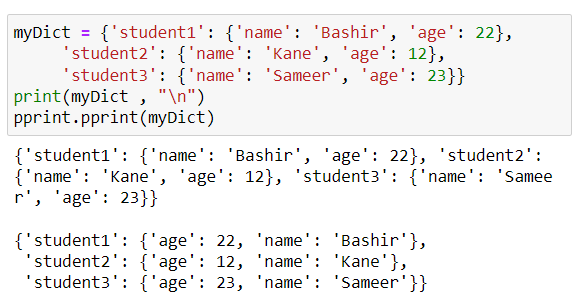 myDict = {'student1': {'name': 'Bashir', 'age': 22},
     'student2': {'name': 'Kane', 'age': 12},
     'student3': {'name': 'Sameer', 'age': 23}}
print(myDict , "\n")
pprint.pprint(myDict)
{'student1': {'name': 'Bashir', 'age': 22}, 'student2':
{'name': 'Kane', 'age': 12}, 'student3': {'name': 'Samee
r', 'age': 23}}

{'student1': {'age': 22, 'name': 'Bashir'},
 'student2': {'age': 12, 'name': 'Kane'},
 'student3': {'age': 23, 'name': 'Sameer'}}